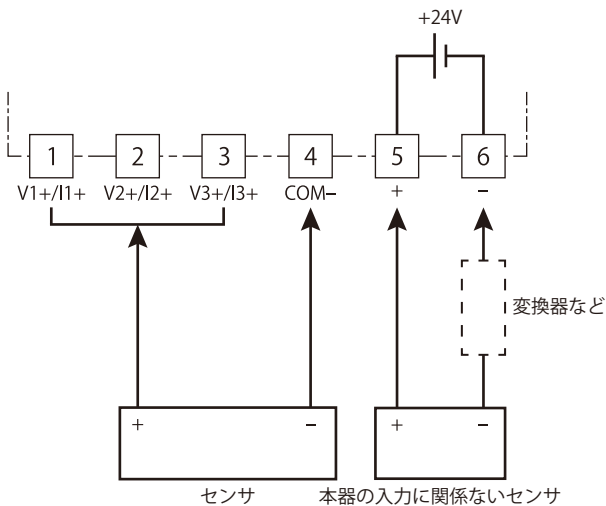 +24V
1 2 3 4 5 6
V1+/I1+ V2+/I2+ V3+/I3+ COM− + −
変換器など
+ − + −
センサ 本器の入力に関係ないセンサ